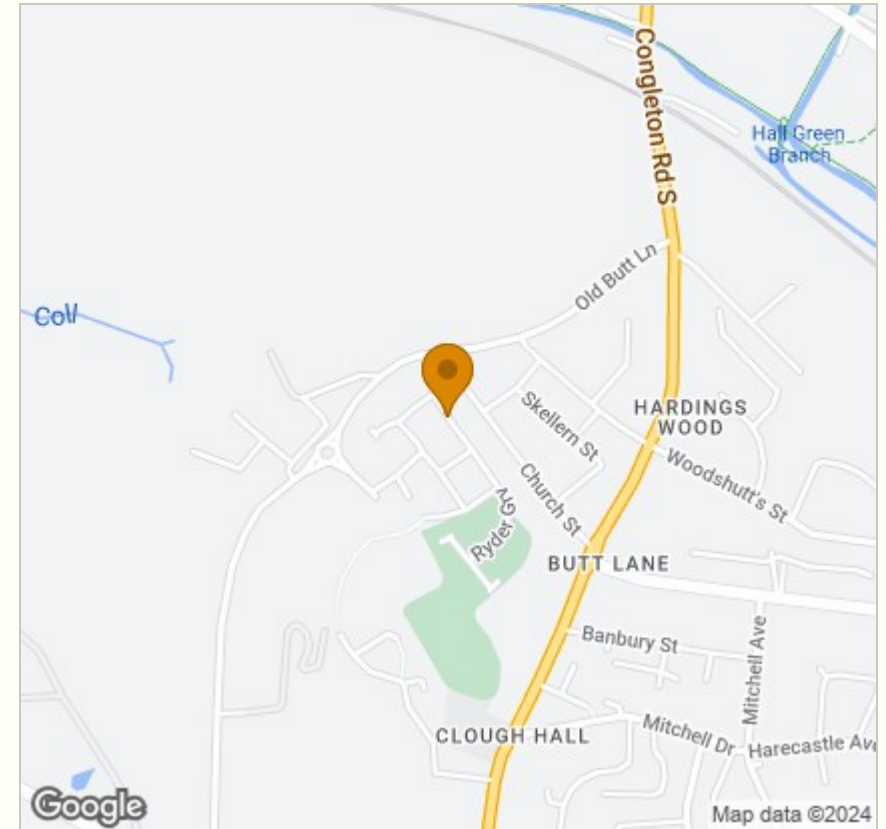 Congleton Rd S
Hall Green
Branch
Old Butt Ln
Coll
HARDINGS
WOOD
Skellern St
Woodshutt's St
Church St
Ryder Grv
BUTT LANE
Banbury St
Mitchell Ave
CLOUGH HALL
Mitchell Dr
Harecastle Ave
Google
Map data ©2024